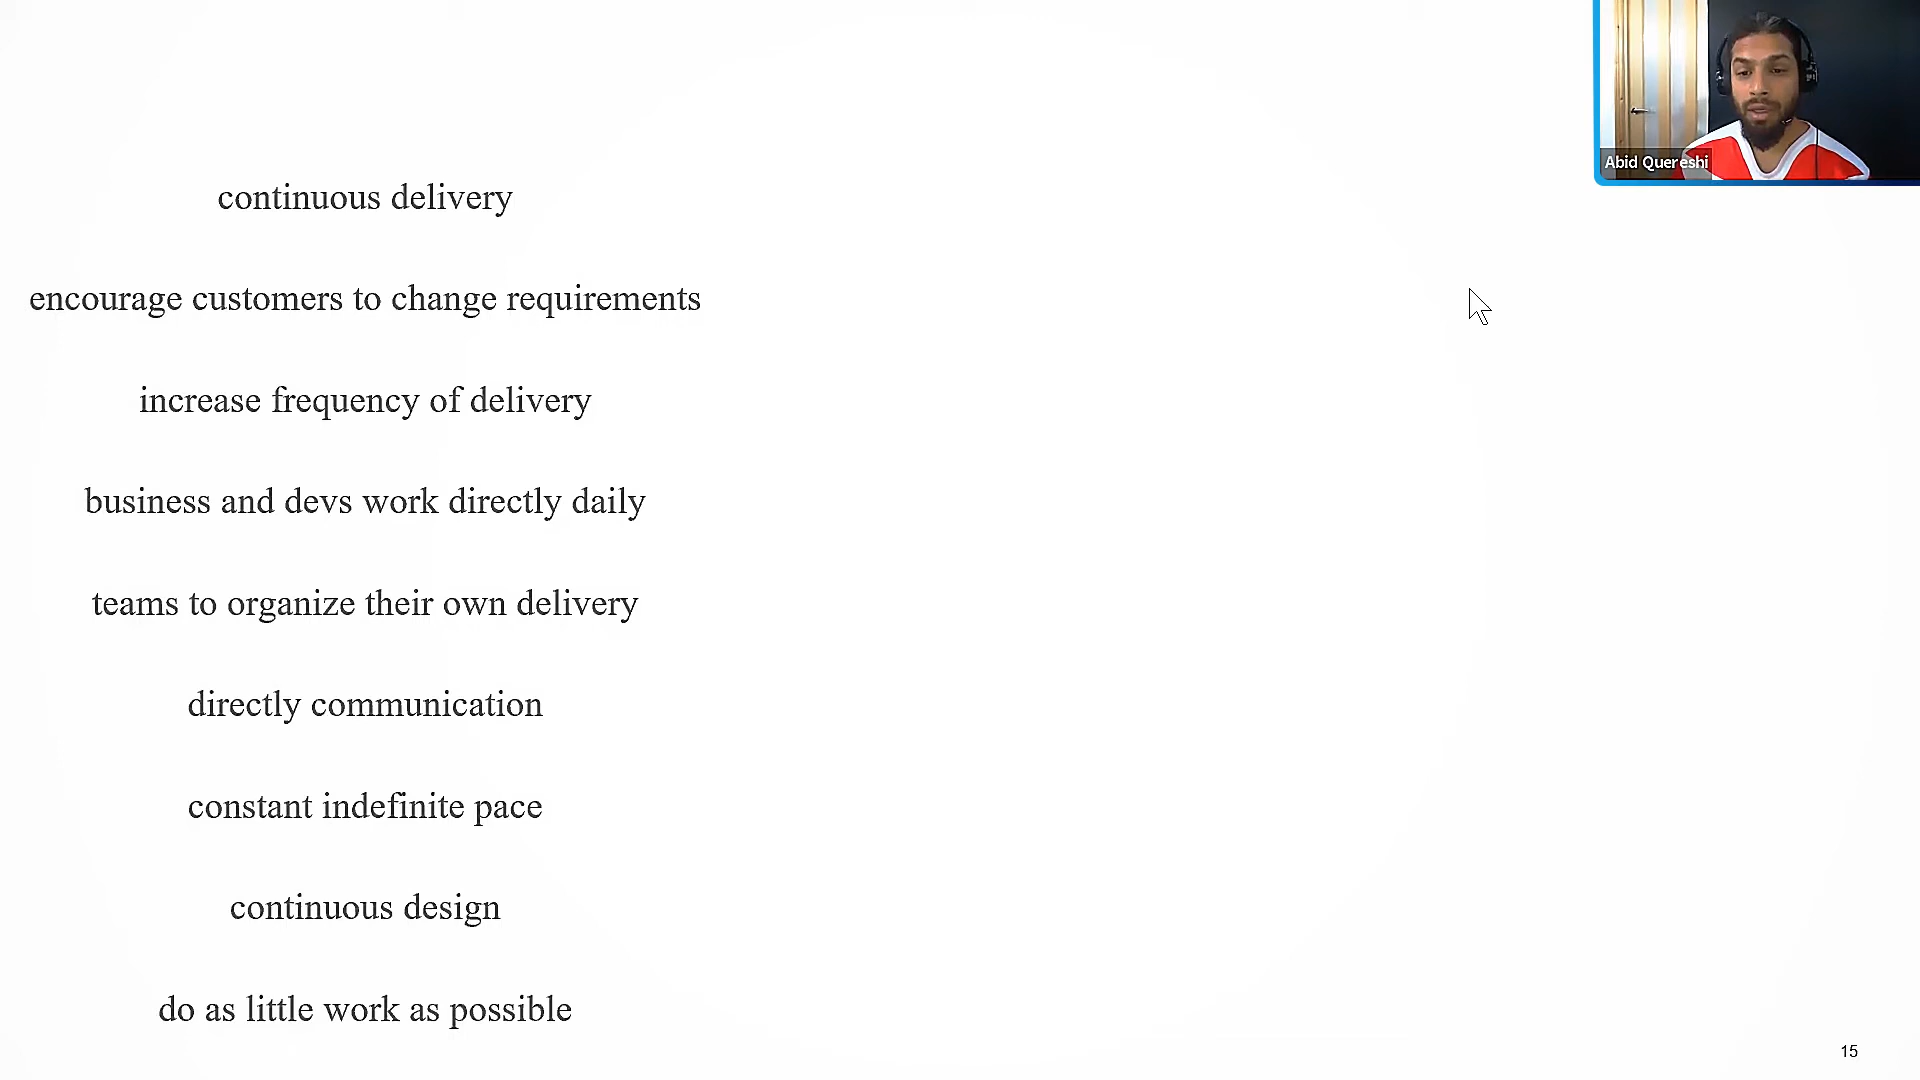 Abid Quereshi
continuous delivery
encourage customers to change requirements
increase frequency of delivery
business and devs work directly daily
teams to organize their own delivery
directly communication
constant indefinite pace
continuous design
do as little work as possible
15